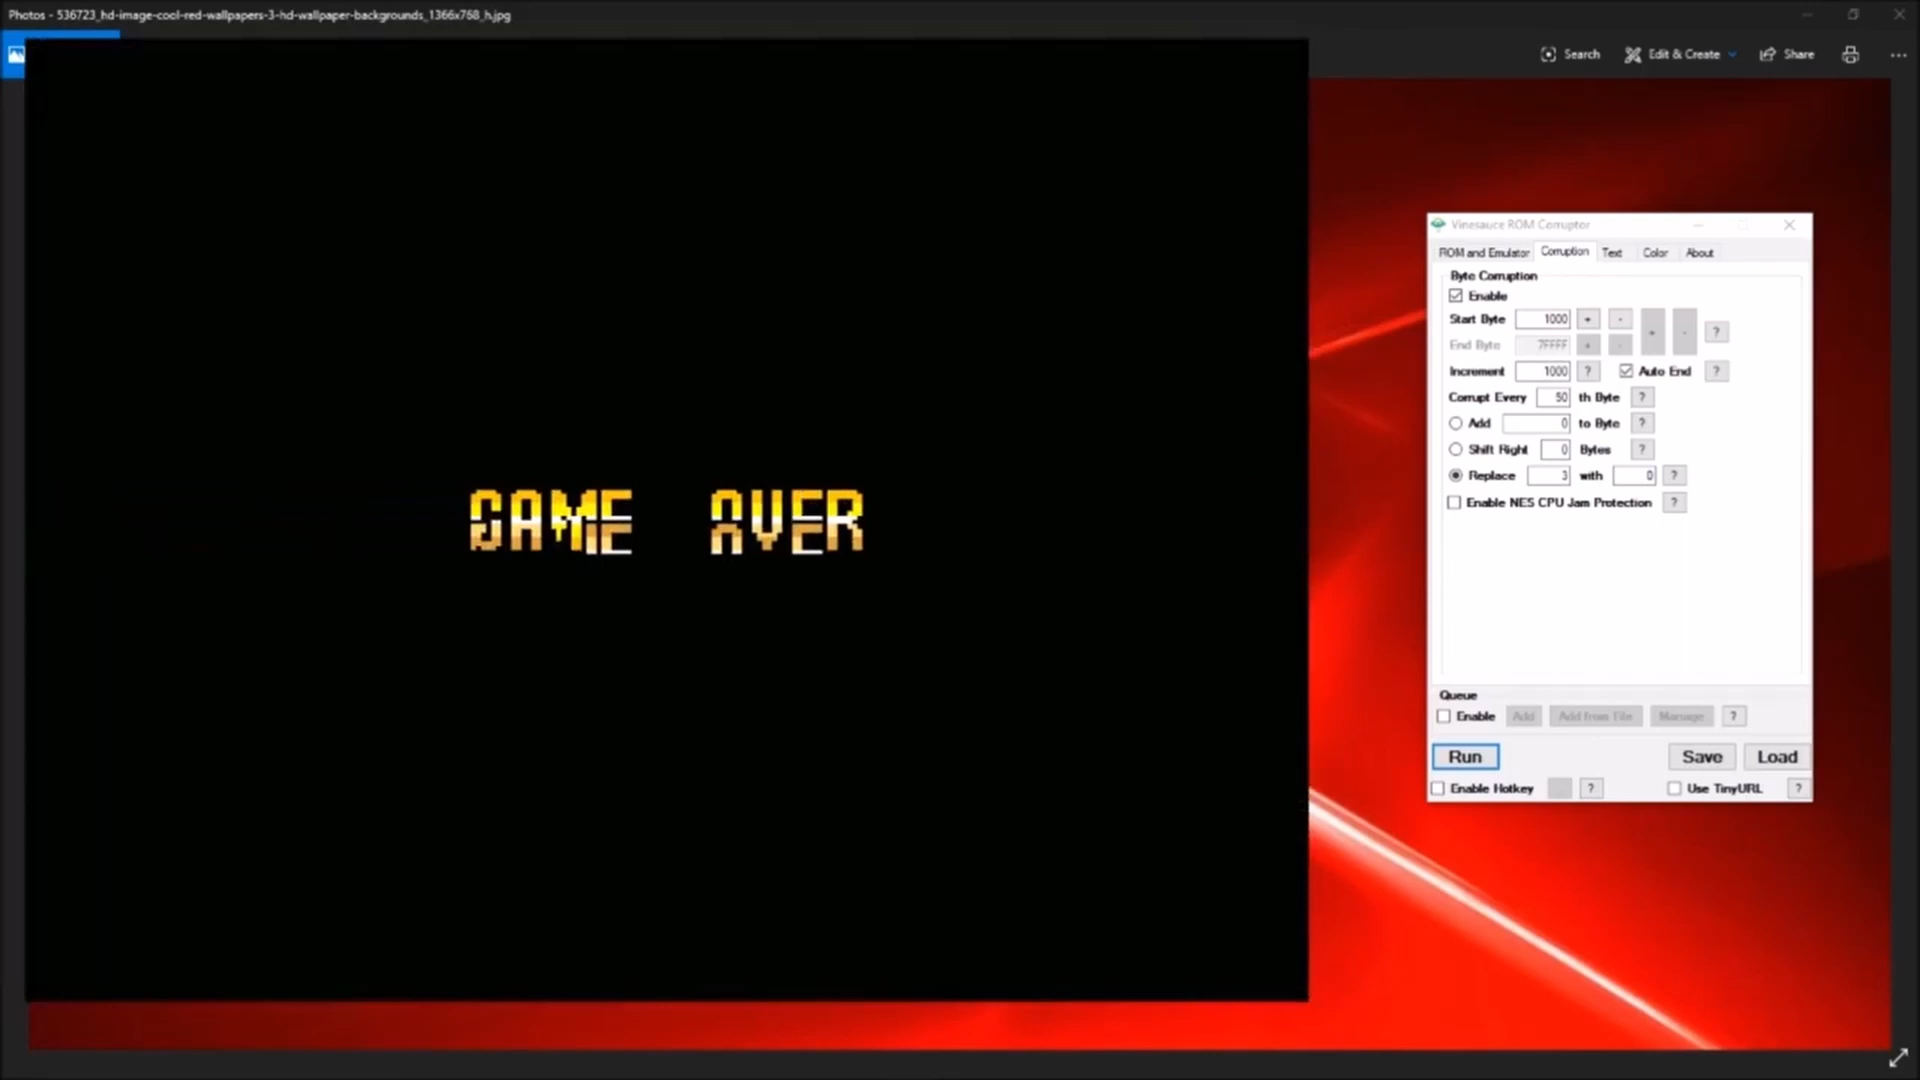 Photos - 536723_hd-image-cool-red-wallpapers-3-hd-wallpaper-backgrounds_1366x768_h.jpg
Search
Edit & Create
Share
GAME OVER
Vinesauce ROM Corruptor
ROM and Emulator Corruption Text Color About
Byte Corruption
Enable
Start Byte 1000 + - + - ?
End Byte 7FFFF + -
Increment 1000 ? Auto End ?
Corrupt Every 50 th Byte ?
Add 0 to Byte ?
Shift Right 0 Bytes ?
Replace 3 with 0 ?
Enable NES CPU Jam Protection ?
Queue
Enable Add Add from File Manage ?
Run Save Load
Enable Hotkey ? Use TinyURL ?